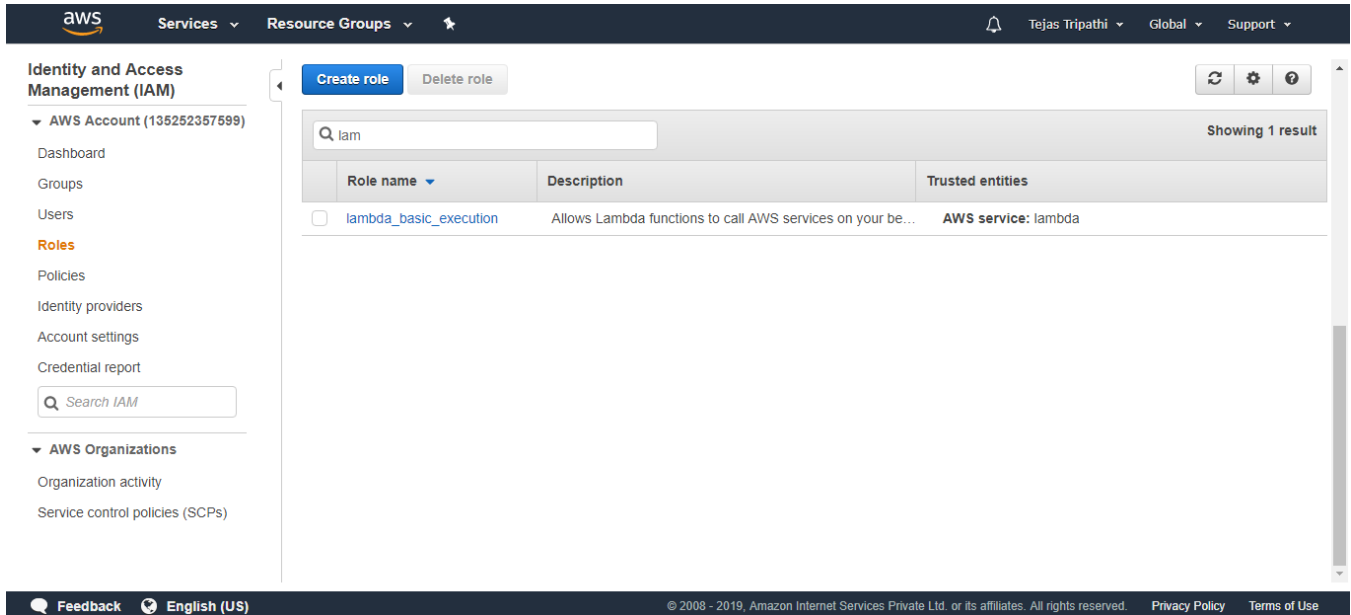 aws Services Resource Groups Tejas Tripathi Global Support
Identity and Access
Management (IAM)
AWS Account (135252357599)
Dashboard
Groups
Users
Roles
Policies
Identity providers
Account settings
Credential report
Search IAM
AWS Organizations
Organization activity
Service control policies (SCPs)
Create role Delete role
lam Showing 1 result
Role name Description Trusted entities
lambda_basic_execution Allows Lambda functions to call AWS services on your be... AWS service: lambda
Feedback English (US) © 2008 - 2019, Amazon Internet Services Private Ltd. or its affiliates. All rights reserved. Privacy Policy Terms of Use